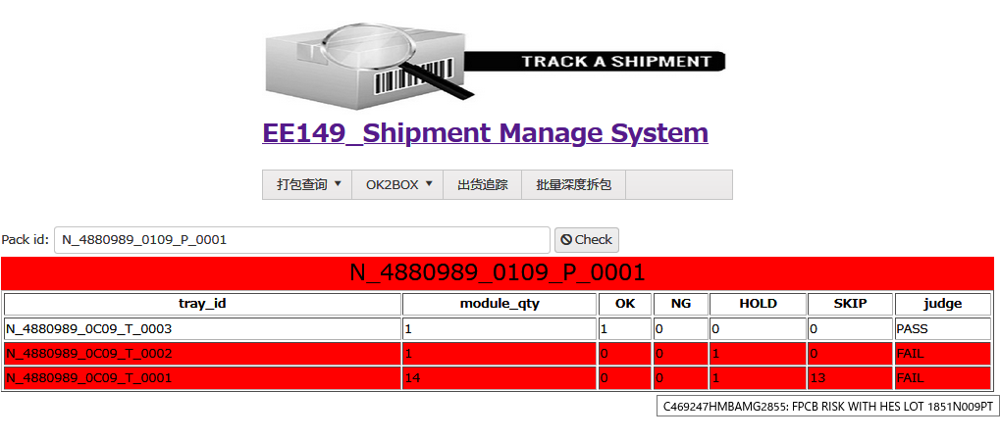 TRACK A SHIPMENT
EE149_Shipment Manage System
打包查询 OK2BOX 出货追踪 批量深度拆包
Pack id: N_4880989_0109_P_0001 Check
N_4880989_0109_P_0001
tray_id module_qty OK NG HOLD SKIP judge
N_4880989_0C09_T_0003 1 1 0 0 0 PASS
N_4880989_0C09_T_0002 1 0 0 1 0 FAIL
N_4880989_0C09_T_0001 14 0 0 1 13 FAIL
C469247HMBAMG2855: FPCB RISK WITH HES LOT 1851N009PT